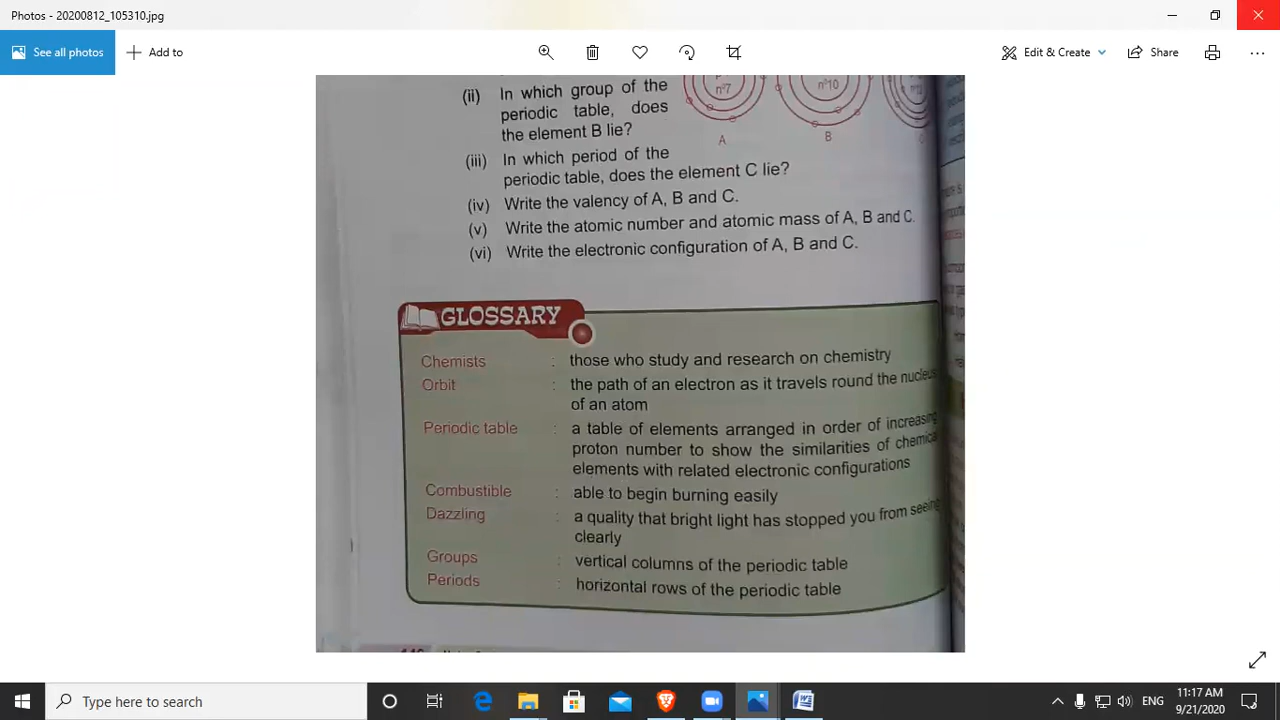 Photos - 20200812_105310.jpg
See all photos
Add to
Edit & Create
Share
(ii) In which group of the
periodic table, does
the element B lie?
n°7
n°10
A
B
(iii) In which period of the
periodic table, does the element C lie?
(iv) Write the valency of A, B and C.
(v) Write the atomic number and atomic mass of A, B and C.
(vi) Write the electronic configuration of A, B and C.
GLOSSARY
Chemists : those who study and research on chemistry
Orbit : the path of an electron as it travels round the nucleus
of an atom
Periodic table : a table of elements arranged in order of increasing
proton number to show the similarities of chemical
elements with related electronic configurations
Combustible : able to begin burning easily
Dazzling : a quality that bright light has stopped you from seeing
clearly
Groups : vertical columns of the periodic table
Periods : horizontal rows of the periodic table
Type here to search
ENG
11:17 AM
9/21/2020